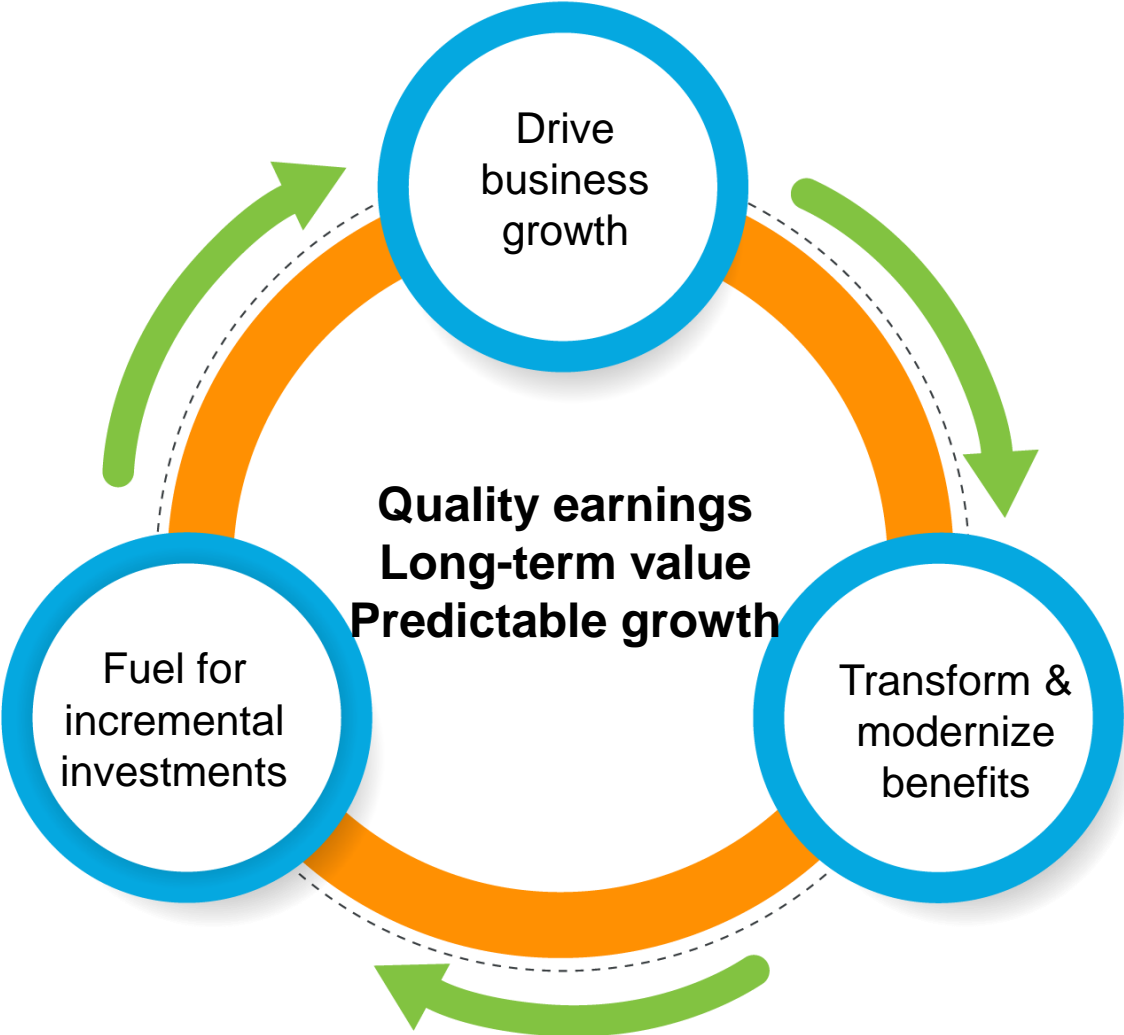 Drive
business
growth
Quality earnings
Long-term value
Predictable growth
Fuel for
incremental
investments
Transform &
modernize
benefits